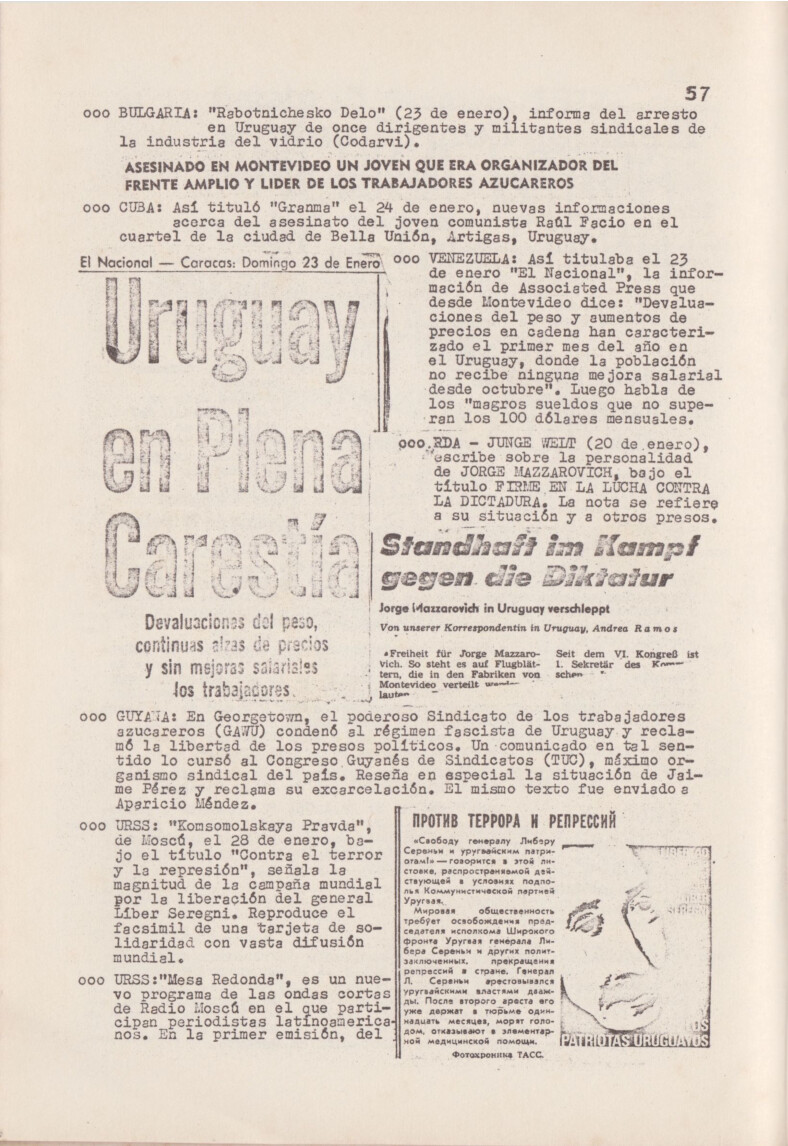 57
ooo BULGARIA: "Rabotnichesko Delo" (23 de enero), informa del arresto
en Uruguay de once dirigentes y militantes sindicales de
la industria del vidrio (Codarvi).
ASESINADO EN MONTEVIDEO UN JOVEN QUE ERA ORGANIZADOR DEL
FRENTE AMPLIO Y LIDER DE LOS TRABAJADORES AZUCAREROS
ooo CUBA: Así tituló "Granma" el 24 de enero, nuevas informaciones
acerca del asesinato del joven comunista Raúl Facio en el
cuartel de la ciudad de Bella Unión, Artigas, Uruguay.
El Nacional — Caracas: Domingo 23 de Enero
Uruguay
en Plena
Carestía
Devaluaciones del peso,
continuas alzas de precios
y sin mejoras salariales
los trabajadores
ooo VENEZUELA: Así titulaba el 23
de enero "El Nacional", la infor-
mación de Associated Press que
desde Montevideo dice: "Devalua-
ciones del peso y aumentos de
precios en cadena han caracteri-
zado el primer mes del año en
el Uruguay, donde la población
no recibe ninguna mejora salarial
desde octubre". Luego habla de
los "magros sueldos que no supe-
ran los 100 dólares mensuales.
ooo RDA - JUNGE WELT (20 de enero),
escribe sobre la personalidad
de JORGE MAZZAROVICH, bajo el
título FIRME EN LA LUCHA CONTRA
LA DICTADURA. La nota se refiere
a su situación y a otros presos.
Standhaft im Kampf
gegen die Diktatur
Jorge Mazzarovich in Uruguay verschleppt
Von unserer Korrespondentin in Uruguay, Andrea Ramos
»Freiheit für Jorge Mazzaro-
vich. So steht es auf Flugblät-
tern, die in den Fabriken von
Montevideo verteilt
Seit dem VI. Kongreß ist
1. Sekretär des
ooo GUYANA: En Georgetown, el poderoso Sindicato de los trabajadores
azucareros (GAWU) condenó al régimen fascista de Uruguay y recla-
mó la libertad de los presos políticos. Un comunicado en tal sen-
tido lo cursó al Congreso Guyanés de Sindicatos (TUC), máximo or-
ganismo sindical del país. Reseña en especial la situación de Jai-
me Pérez y reclama su excarcelación. El mismo texto fue enviado a
Aparicio Méndez.
ooo URSS: "Komsomolskaya Pravda",
de Moscú, el 28 de enero, ba-
jo el título "Contra el terror
y la represión", señala la
magnitud de la campaña mundial
por la liberación del general
Líber Seregni. Reproduce el
facsímil de una tarjeta de so-
lidaridad con vasta difusión
mundial.
ooo URSS:"Mesa Redonda", es un nue-
vo programa de las ondas cortas
de Radio Moscú en el que parti-
cipan periodistas latinoamerica-
nos. En la primer emisión, del
ПРОТИВ ТЕРРОРА И РЕПРЕССИЙ
«Свободу генералу Либеру
Сереньи и уругвайским патри-
отам!» — говорится в этой ли-
стовке, распространяемой дей-
ствующей в условиях подпо-
лья Коммунистической партией
Уругвая.
Мировая общественность
требует освобождения пред-
седателя исполкома Широкого
фронта Уругвая генерала Ли-
бера Сереньи и других полит-
заключенных, прекращения
репрессий в стране. Генерал
Л. Сереньи арестовывался
уругвайскими властями дваж-
ды. После второго ареста его
уже держат в тюрьме один-
надцать месяцев, морят голо-
дом, отказывают в элементар-
ной медицинской помощи.
Фотохроника ТАСС.
PATRIOTAS URUGUAYOS